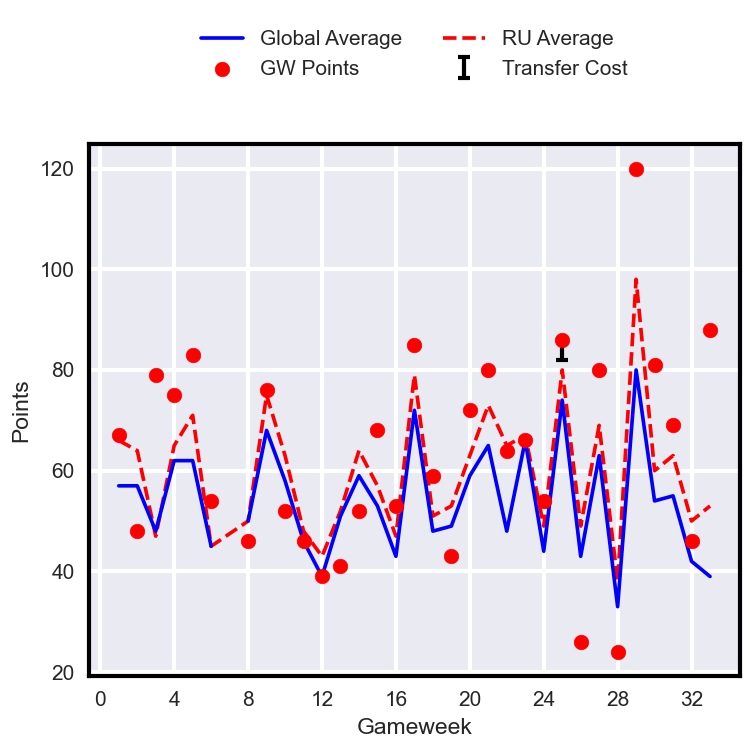 Global Average
RU Average
GW Points
Transfer Cost
120
100
80
60
40
20
Points
0 4 8 12 16 20 24 28 32
Gameweek